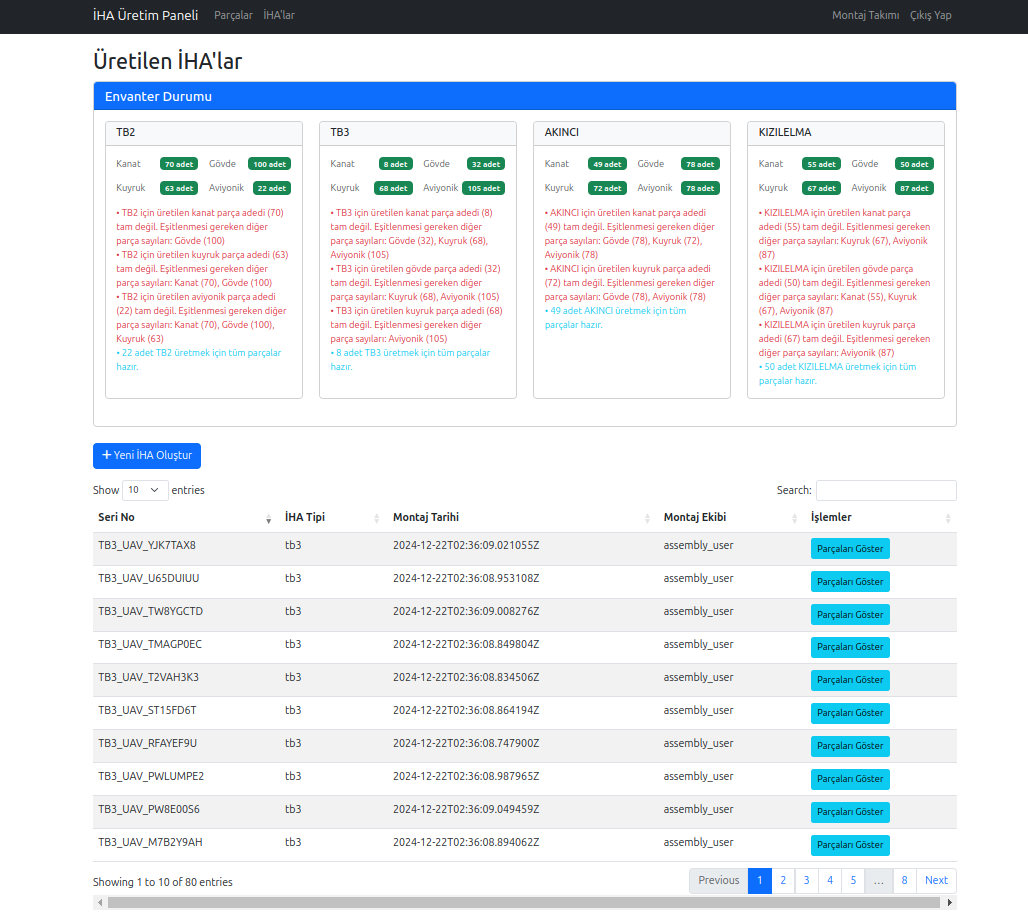 İHA Üretim Paneli Parçalar İHA'lar Montaj Takımı Çıkış Yap
Üretilen İHA'lar
Envanter Durumu
TB2
Kanat 70 adet Gövde 100 adet
Kuyruk 63 adet Aviyonik 22 adet
• TB2 için üretilen kanat parça adedi (70)
tam değil. Eşitlenmesi gereken diğer
parça sayıları: Gövde (100)
• TB2 için üretilen kuyruk parça adedi (63)
tam değil. Eşitlenmesi gereken diğer
parça sayıları: Kanat (70), Gövde (100)
• TB2 için üretilen aviyonik parça adedi
(22) tam değil. Eşitlenmesi gereken diğer
parça sayıları: Kanat (70), Gövde (100),
Kuyruk (63)
• 22 adet TB2 üretmek için tüm parçalar
hazır.
TB3
Kanat 8 adet Gövde 32 adet
Kuyruk 68 adet Aviyonik 105 adet
• TB3 için üretilen kanat parça adedi (8)
tam değil. Eşitlenmesi gereken diğer
parça sayıları: Gövde (32), Kuyruk (68),
Aviyonik (105)
• TB3 için üretilen gövde parça adedi (32)
tam değil. Eşitlenmesi gereken diğer
parça sayıları: Kuyruk (68), Aviyonik (105)
• TB3 için üretilen kuyruk parça adedi (68)
tam değil. Eşitlenmesi gereken diğer
parça sayıları: Aviyonik (105)
• 8 adet TB3 üretmek için tüm parçalar
hazır.
AKINCI
Kanat 49 adet Gövde 78 adet
Kuyruk 72 adet Aviyonik 78 adet
• AKINCI için üretilen kanat parça adedi
(49) tam değil. Eşitlenmesi gereken diğer
parça sayıları: Gövde (78), Kuyruk (72),
Aviyonik (78)
• AKINCI için üretilen kuyruk parça adedi
(72) tam değil. Eşitlenmesi gereken diğer
parça sayıları: Gövde (78), Aviyonik (78)
• 49 adet AKINCI üretmek için tüm
parçalar hazır.
KIZILELMA
Kanat 55 adet Gövde 50 adet
Kuyruk 67 adet Aviyonik 87 adet
• KIZILELMA için üretilen kanat parça
adedi (55) tam değil. Eşitlenmesi gereken
diğer parça sayıları: Kuyruk (67), Aviyonik
(87)
• KIZILELMA için üretilen gövde parça
adedi (50) tam değil. Eşitlenmesi gereken
diğer parça sayıları: Kanat (55), Kuyruk
(67), Aviyonik (87)
• KIZILELMA için üretilen kuyruk parça
adedi (67) tam değil. Eşitlenmesi gereken
diğer parça sayıları: Aviyonik (87)
• 50 adet KIZILELMA üretmek için tüm
parçalar hazır.
+ Yeni İHA Oluştur
Show 10 entries Search:
Seri No İHA Tipi Montaj Tarihi Montaj Ekibi İşlemler
TB3_UAV_YJK7TAX8 tb3 2024-12-22T02:36:09.021055Z assembly_user Parçaları Göster
TB3_UAV_U65DUIUU tb3 2024-12-22T02:36:08.953108Z assembly_user Parçaları Göster
TB3_UAV_TW8YGCTD tb3 2024-12-22T02:36:09.008276Z assembly_user Parçaları Göster
TB3_UAV_TMAGP0EC tb3 2024-12-22T02:36:08.849804Z assembly_user Parçaları Göster
TB3_UAV_T2VAH3K3 tb3 2024-12-22T02:36:08.834506Z assembly_user Parçaları Göster
TB3_UAV_ST15FD6T tb3 2024-12-22T02:36:08.864194Z assembly_user Parçaları Göster
TB3_UAV_RFAYEF9U tb3 2024-12-22T02:36:08.747900Z assembly_user Parçaları Göster
TB3_UAV_PWLUMPE2 tb3 2024-12-22T02:36:08.987965Z assembly_user Parçaları Göster
TB3_UAV_PW8E00S6 tb3 2024-12-22T02:36:09.049459Z assembly_user Parçaları Göster
TB3_UAV_M7B2Y9AH tb3 2024-12-22T02:36:08.894062Z assembly_user Parçaları Göster
Showing 1 to 10 of 80 entries Previous 1 2 3 4 5 ... 8 Next